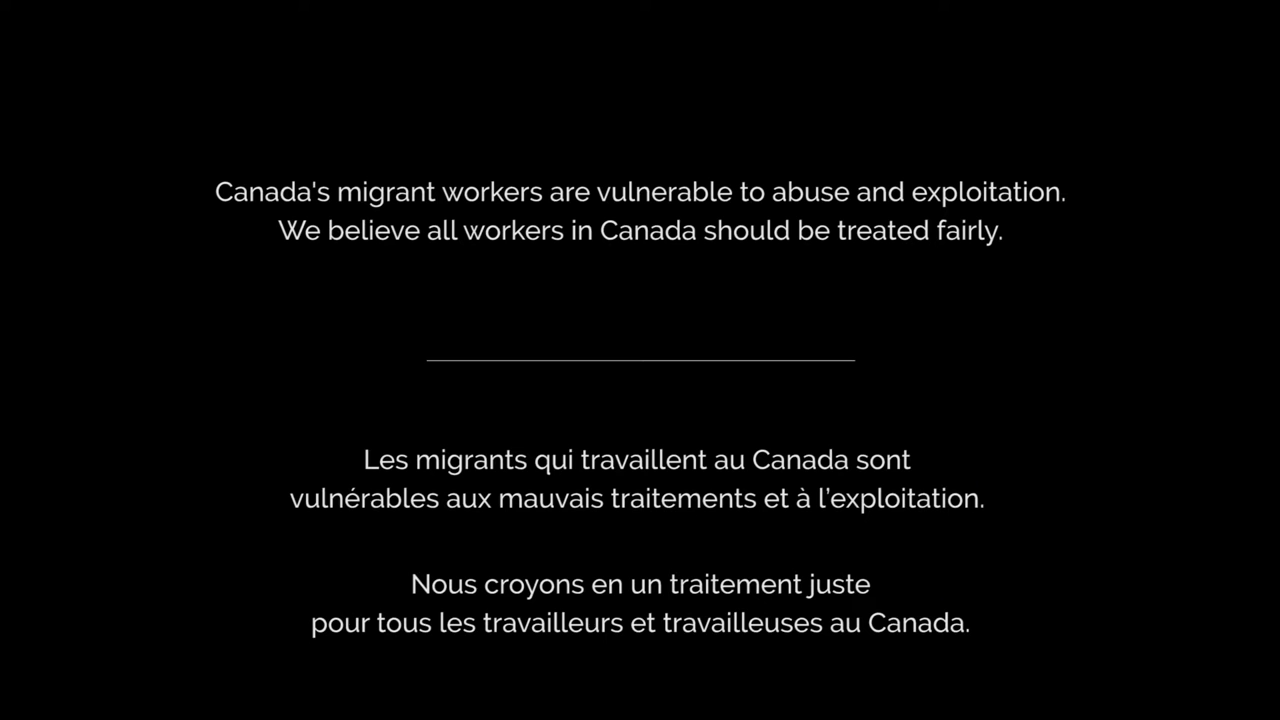 Canada's migrant workers are vulnerable to abuse and exploitation.
We believe all workers in Canada should be treated fairly.
Les migrants qui travaillent au Canada sont
vulnérables aux mauvais traitements et à l’exploitation.
Nous croyons en un traitement juste
pour tous les travailleurs et travailleuses au Canada.